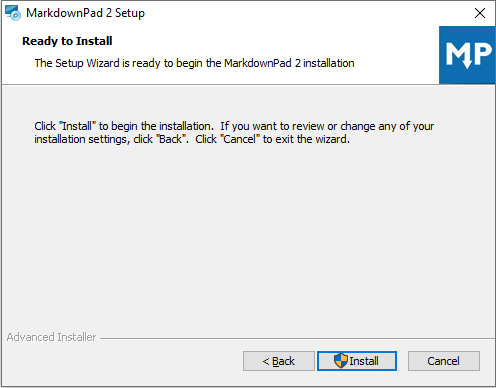 MarkdownPad 2 Setup
Ready to Install
The Setup Wizard is ready to begin the MarkdownPad 2 installation
MP
Click "Install" to begin the installation. If you want to review or change any of your
installation settings, click "Back". Click "Cancel" to exit the wizard.
Advanced Installer
< Back
Install
Cancel